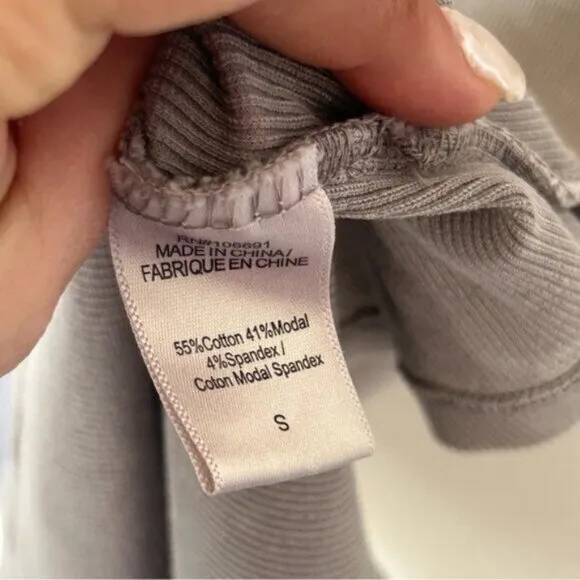 RN#106691
MADE IN CHINA/
FABRIQUE EN CHINE
55%Cotton 41%Modal
4%Spandex /
Coton Modal Spandex
S